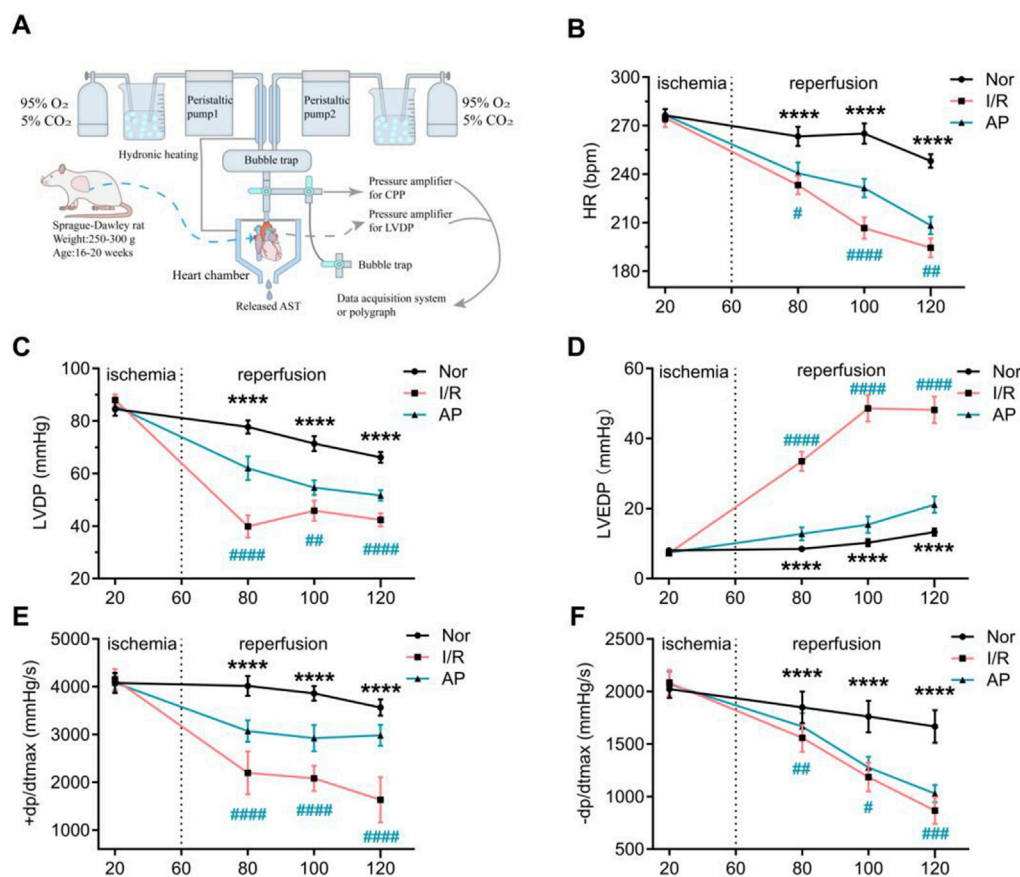 A
95% O₂
5% CO₂
Peristaltic
pump1
Peristaltic
pump2
95% O₂
5% CO₂
Hydronic heating
Bubble trap
Sprague-Dawley rat
Weight:250-300 g
Age:16-20 weeks
Pressure amplifier
for CPP
Pressure amplifier
for LVDP
Heart chamber
Bubble trap
Released AST
Data acquisition system
or polygraph
B
ischemia reperfusion
Nor
I/R
AP
**** **** ****
# #### ##
HR (bpm)
300
270
240
210
180
20 60 80 100 120
C
ischemia reperfusion
Nor
I/R
AP
**** **** ****
#### ## ####
LVDP (mmHg)
100
80
60
40
20
20 60 80 100 120
D
ischemia reperfusion
Nor
I/R
AP
#### #### ####
**** **** ****
LVEDP (mmHg)
60
40
20
0
20 60 80 100 120
E
ischemia reperfusion
Nor
I/R
AP
**** **** ****
#### #### ####
+dp/dtmax (mmHg/s)
5000
4000
3000
2000
1000
20 60 80 100 120
F
ischemia reperfusion
Nor
I/R
AP
**** **** ****
## # ###
-dp/dtmax (mmHg/s)
2500
2000
1500
1000
500
20 60 80 100 120